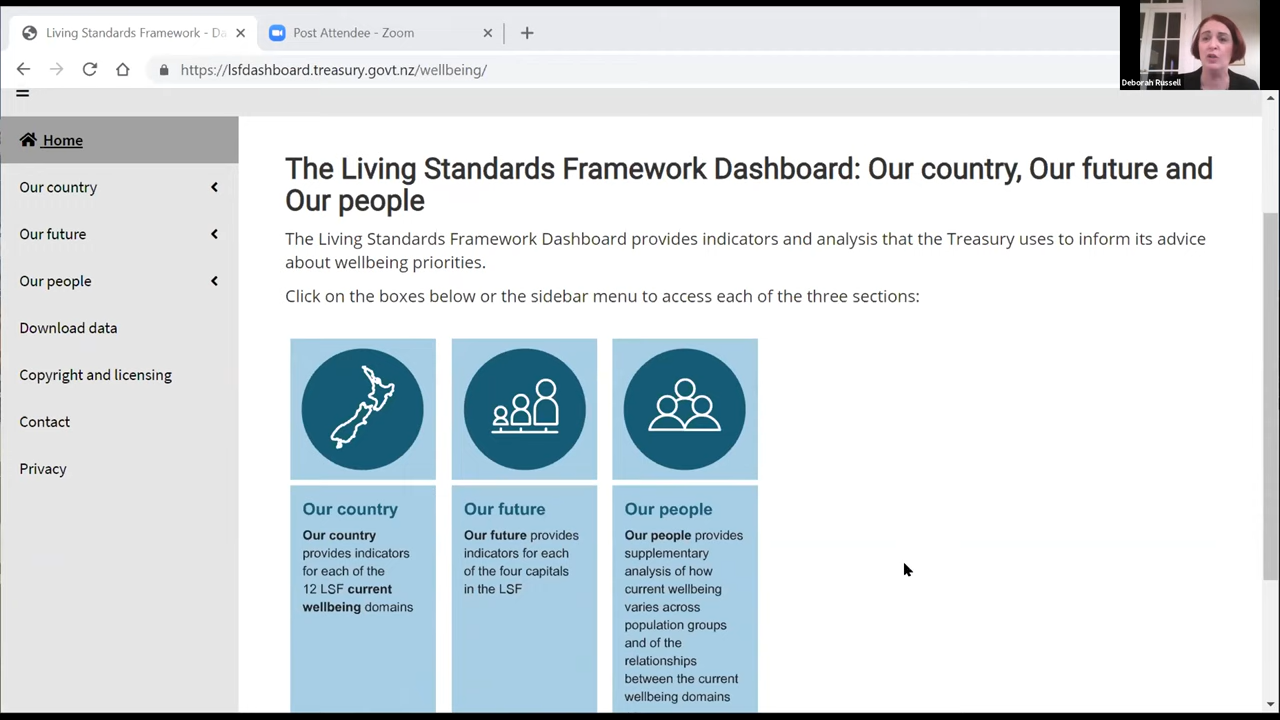 Living Standards Framework - Da
Post Attendee - Zoom
https://lsfdashboard.treasury.govt.nz/wellbeing/
Deborah Russell
Home
Our country
Our future
Our people
Download data
Copyright and licensing
Contact
Privacy
The Living Standards Framework Dashboard: Our country, Our future and
Our people
The Living Standards Framework Dashboard provides indicators and analysis that the Treasury uses to inform its advice
about wellbeing priorities.
Click on the boxes below or the sidebar menu to access each of the three sections:
Our country
Our country
provides indicators
for each of the
12 LSF current
wellbeing domains
Our future
Our future provides
indicators for each
of the four capitals
in the LSF
Our people
Our people provides
supplementary
analysis of how
current wellbeing
varies across
population groups
and of the
relationships
between the current
wellbeing domains